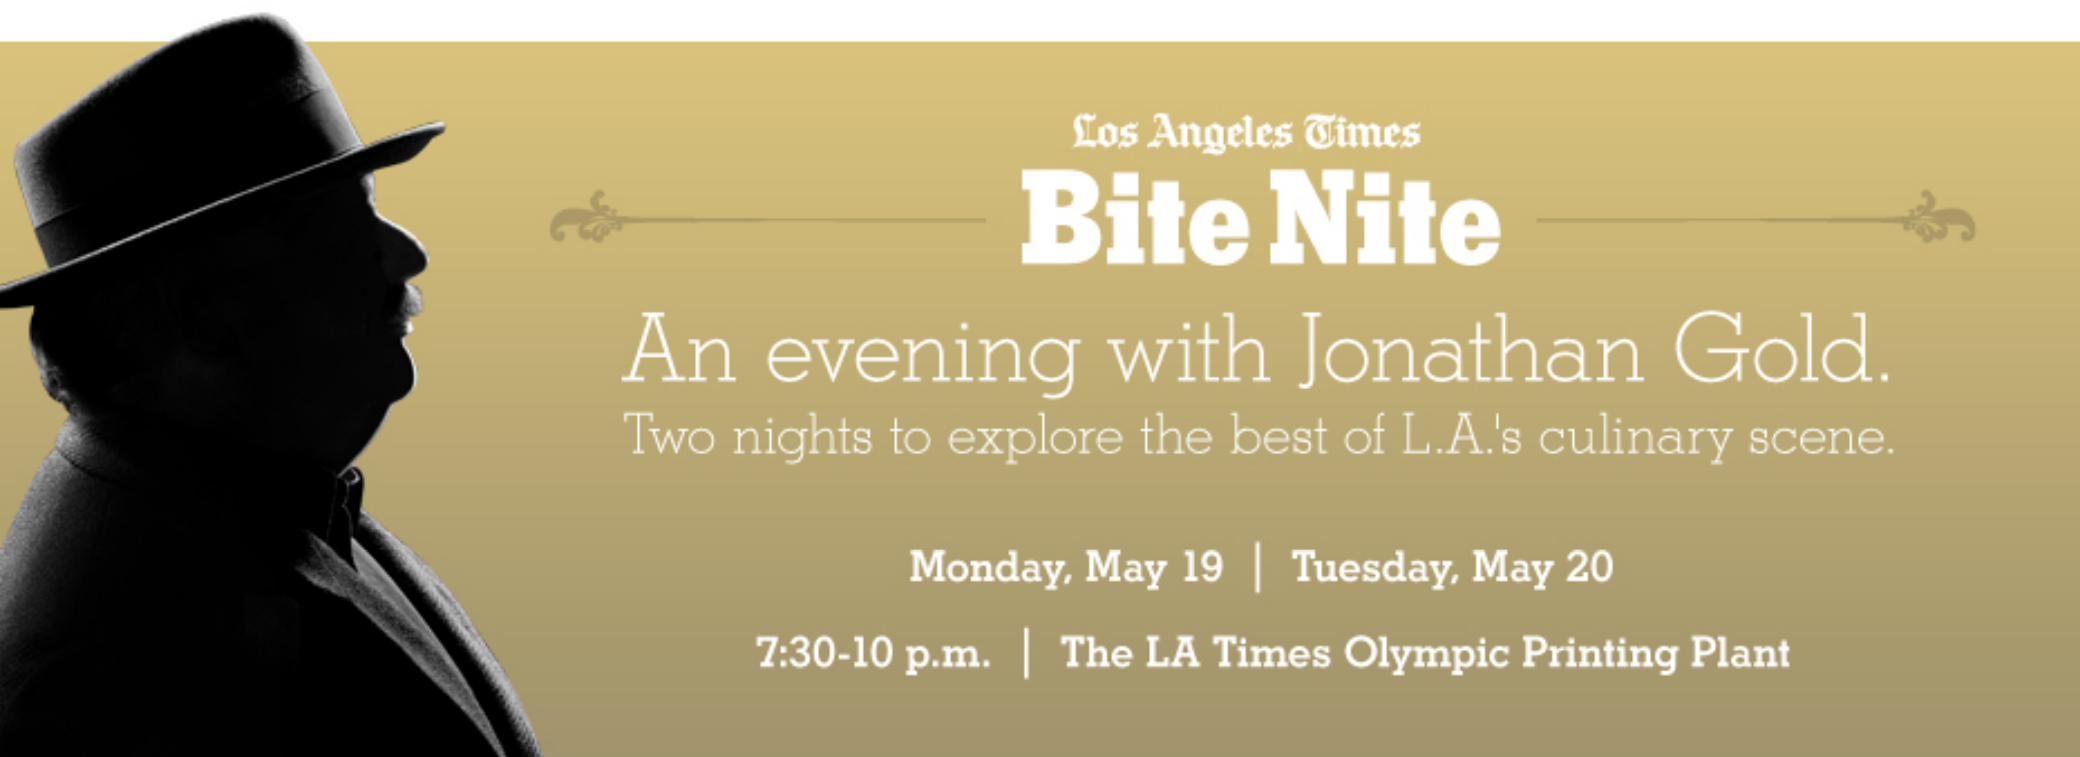 Los Angeles Times
Bite Nite
An evening with Jonathan Gold.
Two nights to explore the best of L.A.'s culinary scene.
Monday, May 19 | Tuesday, May 20
7:30-10 p.m. | The LA Times Olympic Printing Plant